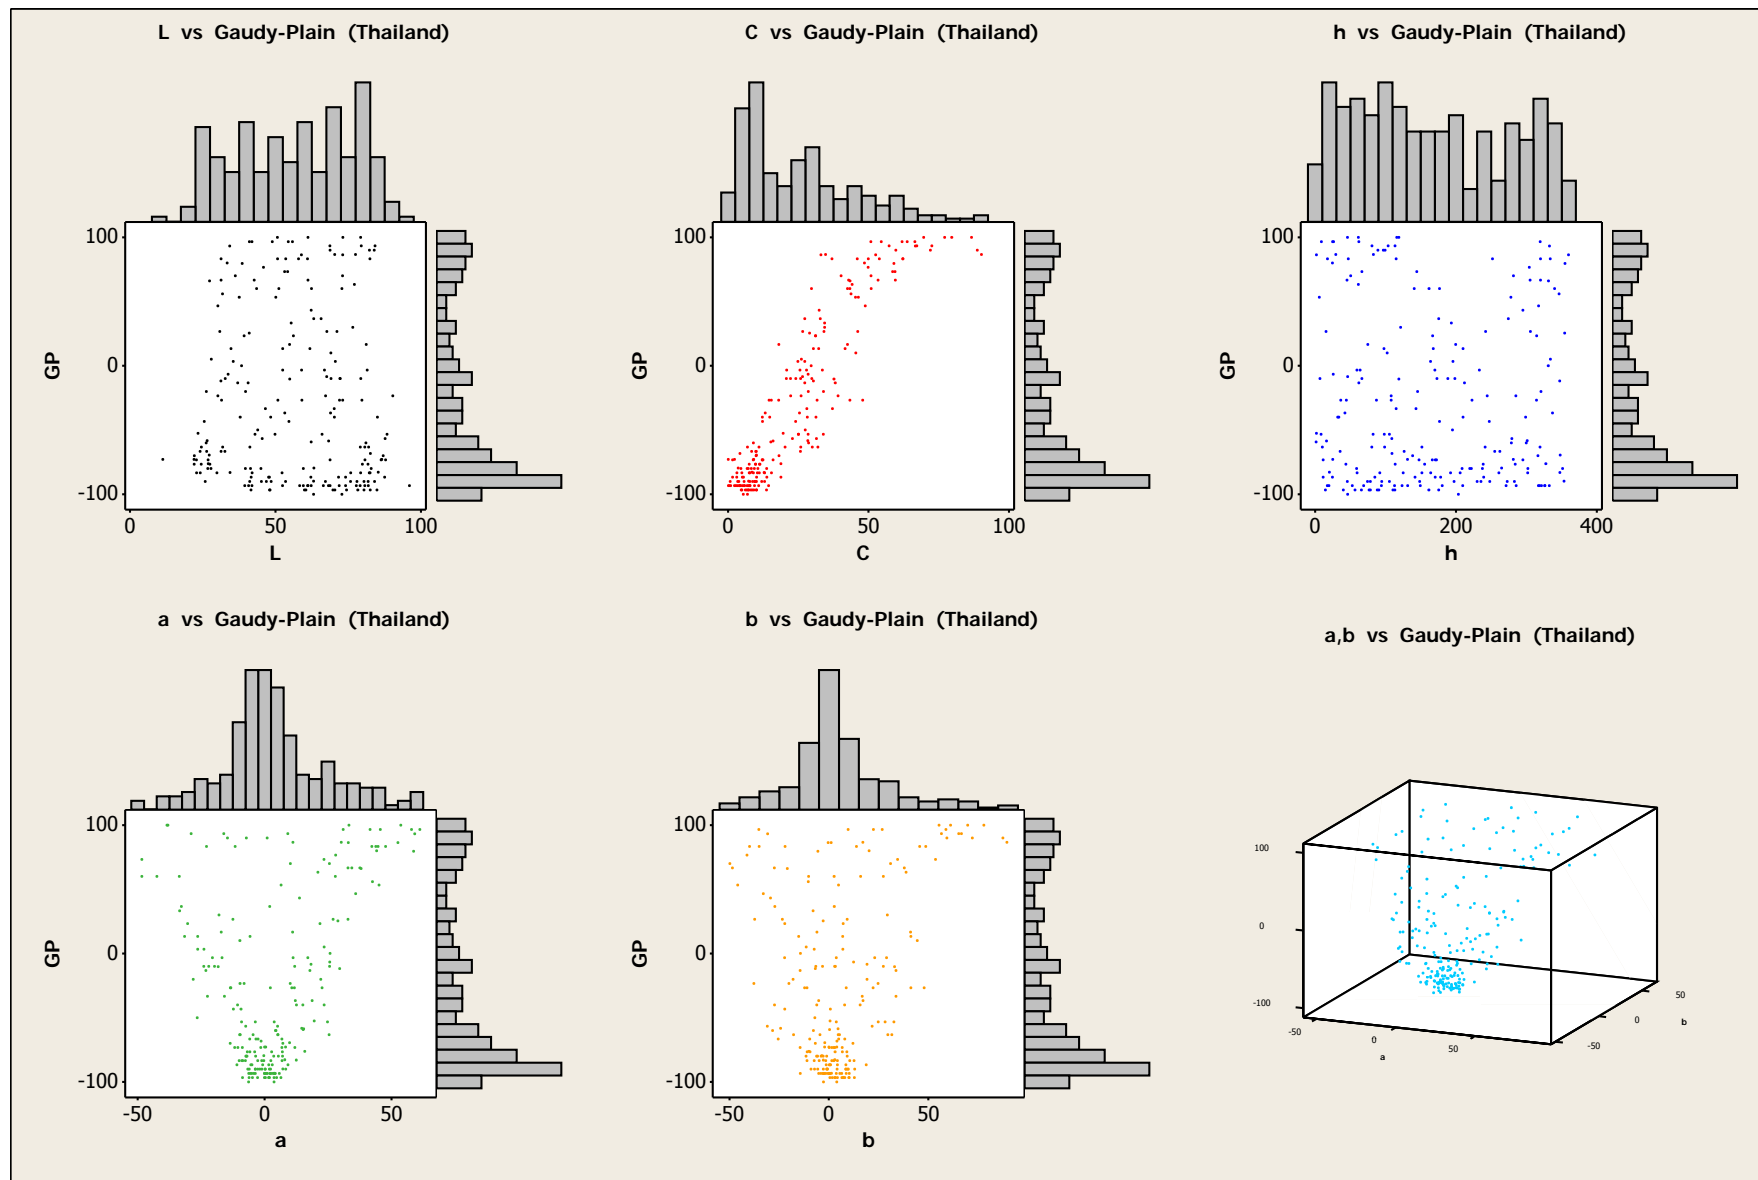 L vs Gaudy-Plain (Thailand)
C vs Gaudy-Plain (Thailand)
h vs Gaudy-Plain (Thailand)
100
0
-100
GP
0 50 100
L
100
0
-100
GP
0 50 100
C
100
0
-100
GP
0 200 400
h
a vs Gaudy-Plain (Thailand)
b vs Gaudy-Plain (Thailand)
a,b vs Gaudy-Plain (Thailand)
100
0
-100
GP
-50 0 50
a
100
0
-100
GP
-50 0 50
b
100
0
-100
-50
0
50
a
-50
0
50
b